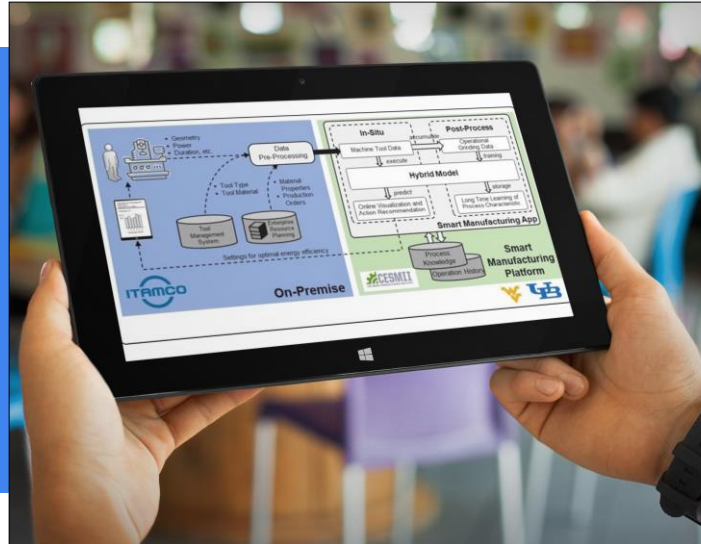 • Geometry
• Power
• Duration, etc.
Data
Pre-Processing
• Tool Type
• Tool Material
• Material
Properties
• Production
Orders
Tool
Management
System
Enterprise
Resource
Planning
Settings for optimal energy efficiency
ITAMCO
On-Premise
In-Situ
accumulate
Post-Process
Machine Tool Data
Operational
Grinding Data
execute
training
Hybrid Model
predict
storage
Online Visualization and
Action Recommendation
Long Time Learning of
Process Characteristic
Smart Manufacturing App
Process
Knowledge
Operation History
Smart
Manufacturing
Platform
CESMII
WV
UB